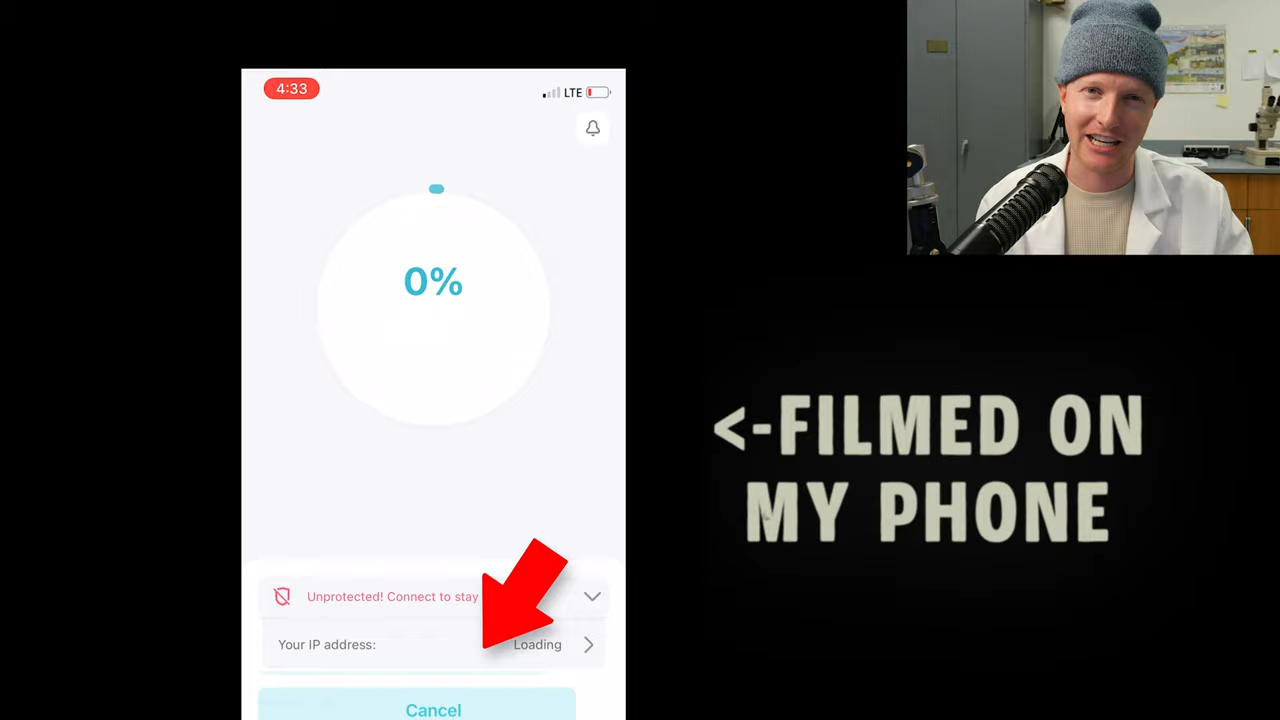 4:33
LTE
0%
Unprotected! Connect to stay
Your IP address:
Loading
Cancel
<-FILMED ON
MY PHONE